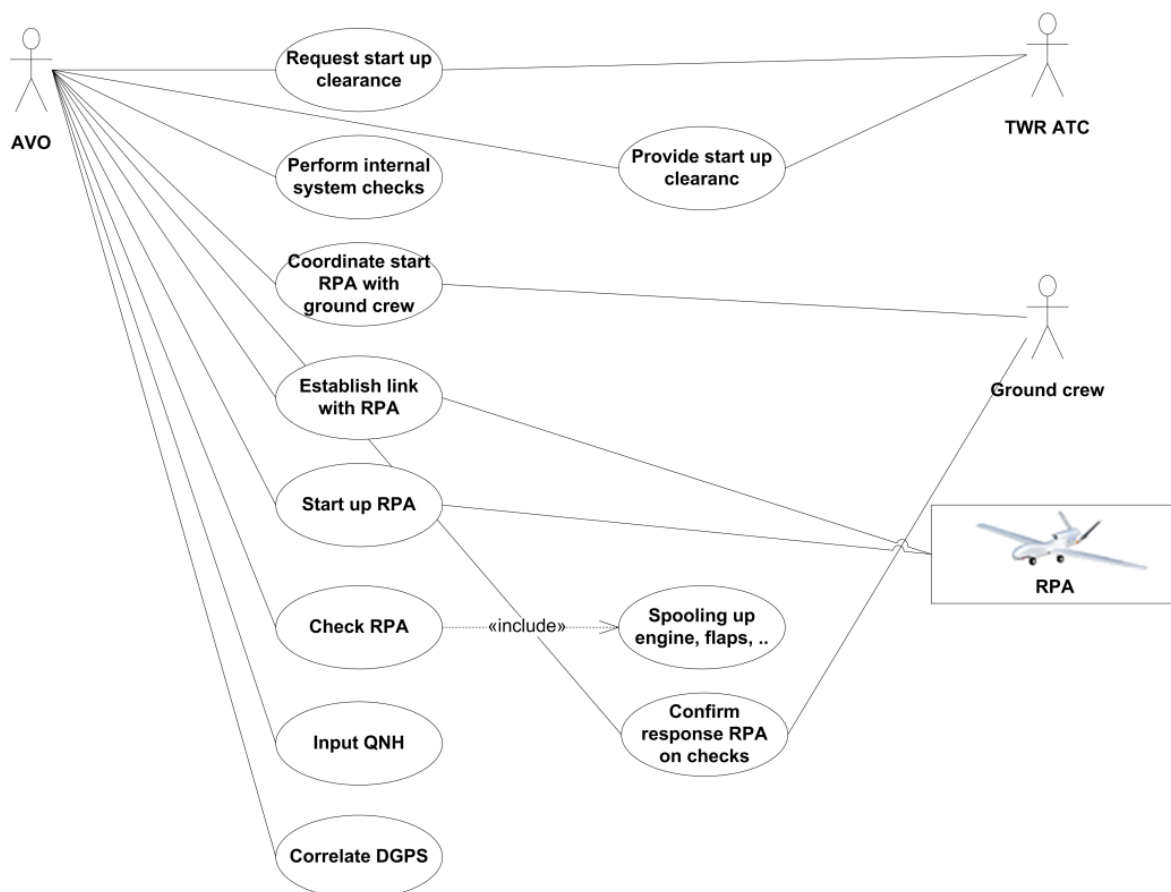 Request start up
clearance
AVO
TWR ATC
Perform internal
system checks
Provide start up
clearanc
Coordinate start
RPA with
ground crew
Establish link
with RPA
Ground crew
Start up RPA
RPA
Check RPA
«include»
Spooling up
engine, flaps, ..
Confirm
response RPA
on checks
Input QNH
Correlate DGPS